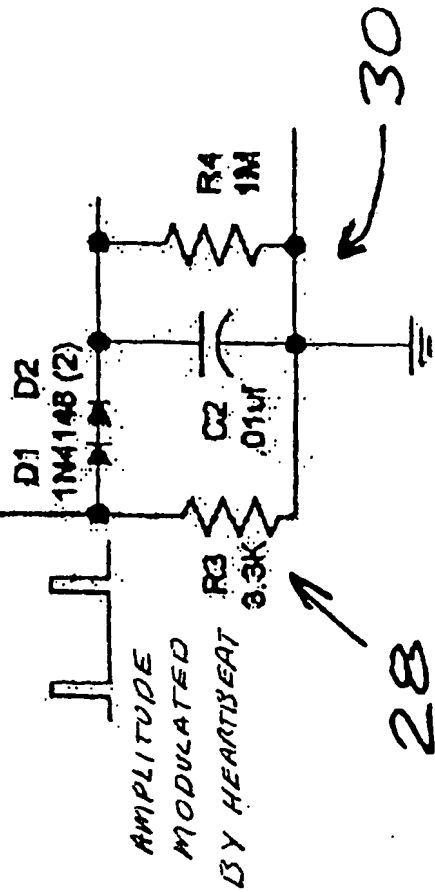 D1 D2
1N4148 (2)
R4
1M
C2
.01uf
R3
3.3K
AMPLITUDE
MODULATED
BY HEARTBEAT
28
30